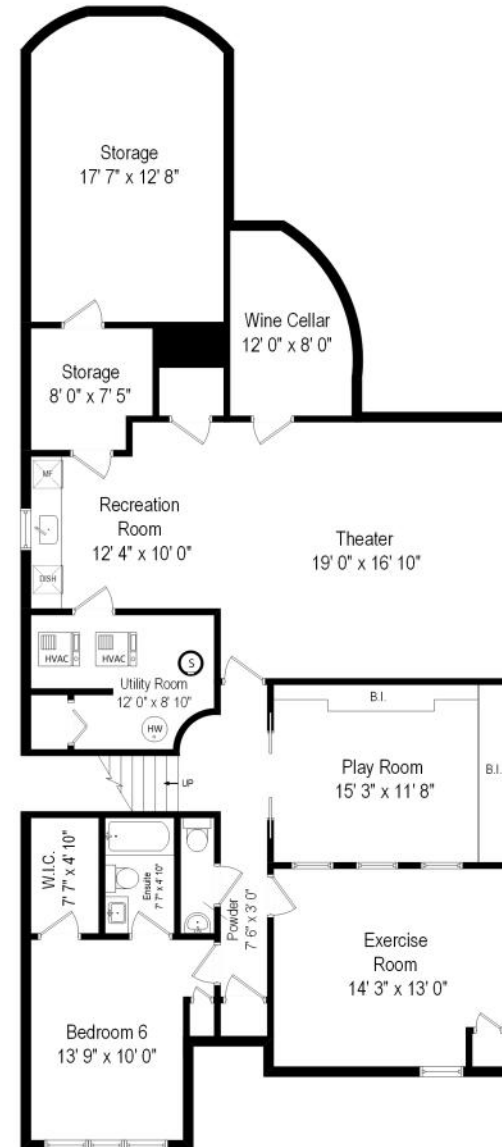 Storage
17' 7" x 12' 8"
Wine Cellar
12' 0" x 8' 0"
Storage
8' 0" x 7' 5"
MF
Recreation
Room
12' 4" x 10' 0"
Theater
19' 0" x 16' 10"
DISH
HVAC
HVAC
S
Utility Room
12' 0" x 8' 10"
HW
B.I.
B.I.
Play Room
15' 3" x 11' 8"
UP
W.I.C.
7' 7" x 4' 10"
Ensuite
7' 7" x 4' 10"
Powder
7' 6" x 3' 0"
Exercise
Room
14' 3" x 13' 0"
Bedroom 6
13' 9" x 10' 0"